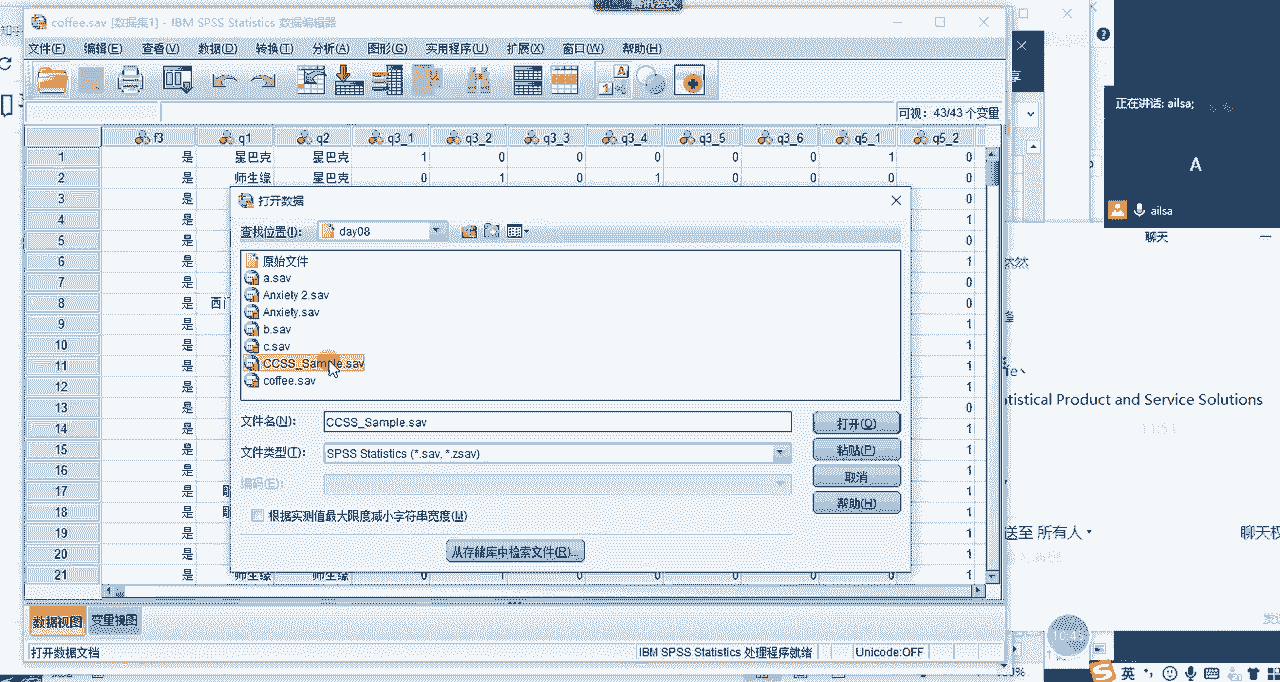 coffee.sav [数据集1] - IBM SPSS Statistics 数据编辑器
文件(F) 编辑(E) 查看(V) 数据(D) 转换(T) 分析(A) 图形(G) 实用程序(U) 扩展(X) 窗口(W) 帮助(H)
可视: 43/43 个变量
f3 q1 q2 q3_1 q3_2 q3_3 q3_4 q3_5 q3_6 q5_1 q5_2
1 是 星巴克 星巴克 1 0 0 0 0 0 1 0
2 是 师生缘 星巴克 0 1 0 1 0 0 0 0
3 是 0
4 是 1
5 是 0
6 是 1
7 是 0
8 是 0
9 是 1
10 是 1
11 是 1
12 是 1
13 是 0
14 是 1
15 是 1
16 是 1
17 是 1
18 是 1
19 是 1
20 是 1
21 是 师生缘 师生缘 0 1 0 0 0 0 0 1
打开数据
查找位置(I): day08
原始文件
a.sav
Anxiety 2.sav
Anxiety.sav
b.sav
c.sav
CCSS_Sample.sav
coffee.sav
文件名(N): CCSS_Sample.sav
打开(O)
文件类型(T): SPSS Statistics (*.sav, *.zsav)
粘贴(P)
编码(E):
取消
帮助(H)
根据实测值最大限度减小字符串宽度(M)
从存储库中检索文件(R)...
数据视图 变量视图
打开数据文档
IBM SPSS Statistics 处理程序就绪
Unicode:OFF
正在讲话: ailsa;
A
ailsa
聊天
tistical Product and Service Solutions
送至 所有人
英